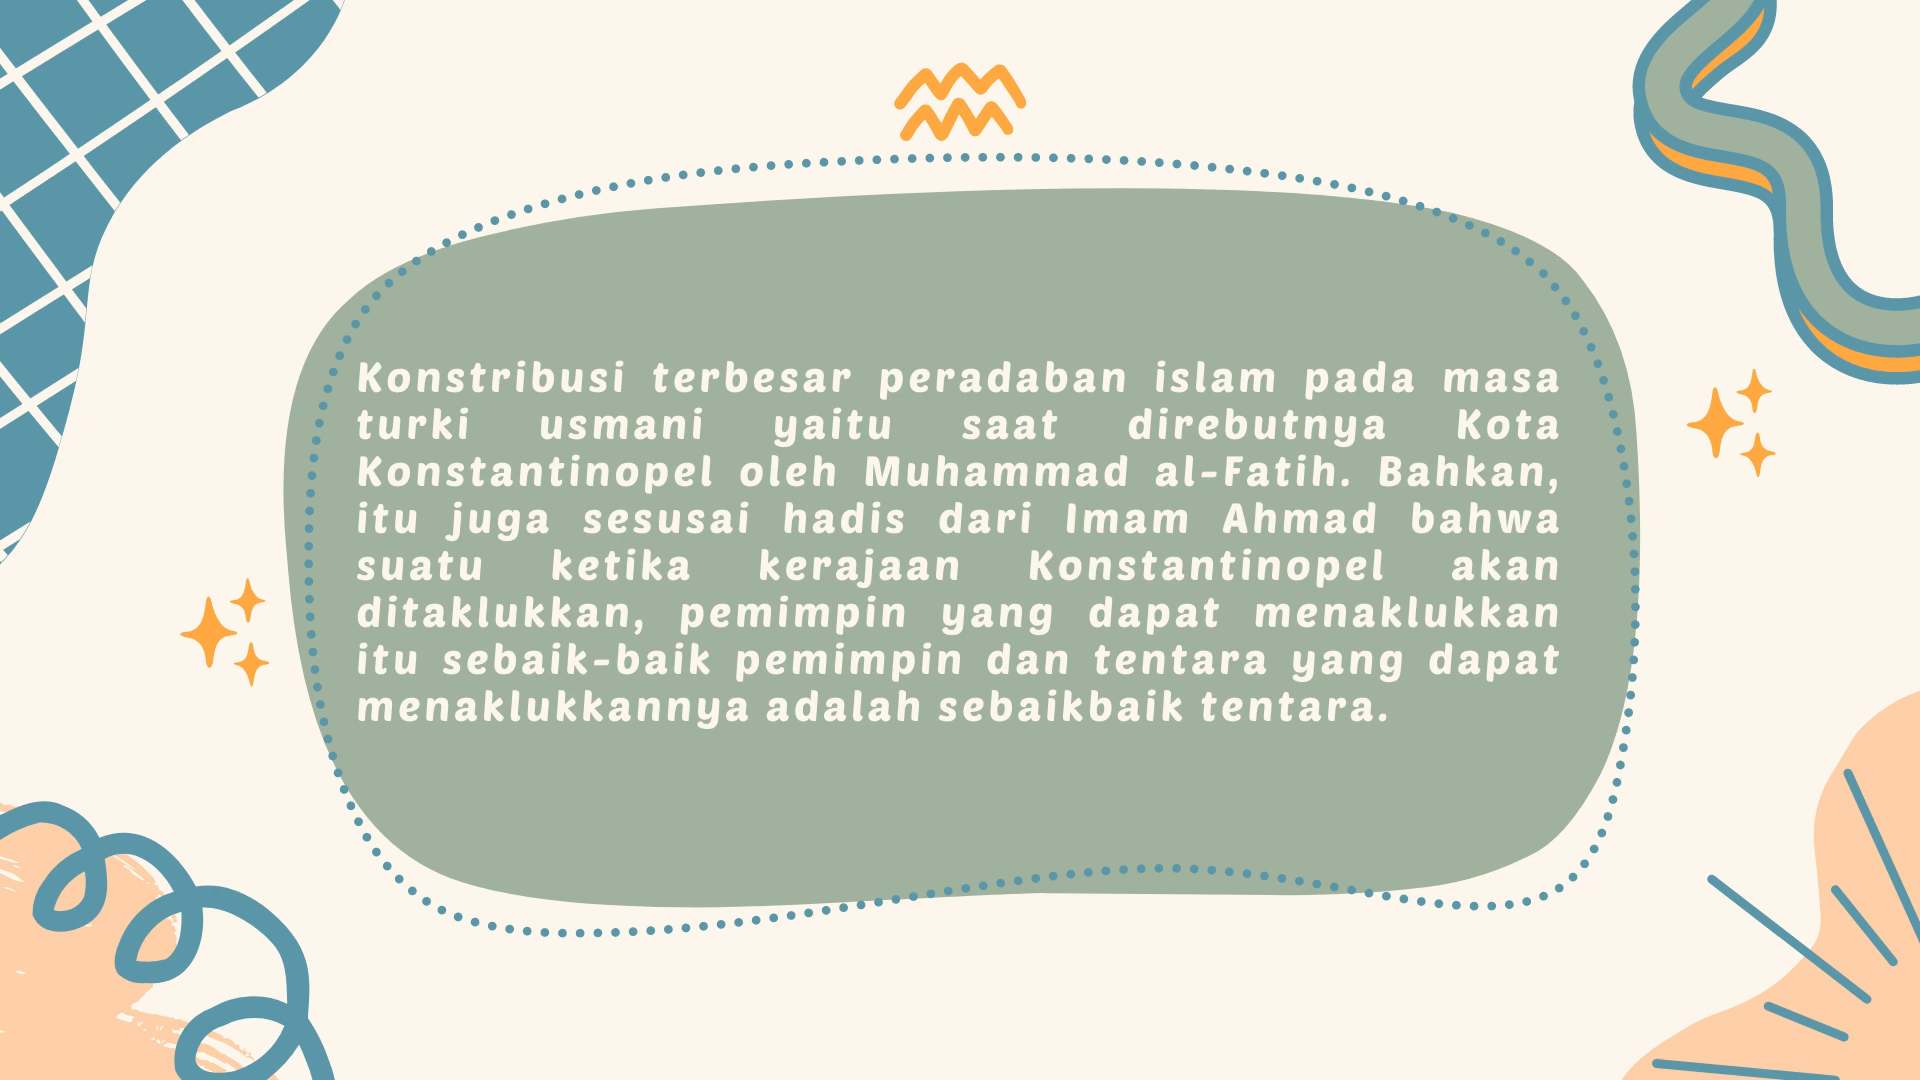 Konstribusi terbesar peradaban islam pada masa
turki usmani yaitu saat direbutnya Kota
Konstantinopel oleh Muhammad al-Fatih. Bahkan,
itu juga sesusai hadis dari Imam Ahmad bahwa
suatu ketika kerajaan Konstantinopel akan
ditaklukkan, pemimpin yang dapat menaklukkan
itu sebaik-baik pemimpin dan tentara yang dapat
menaklukkannya adalah sebaikbaik tentara.